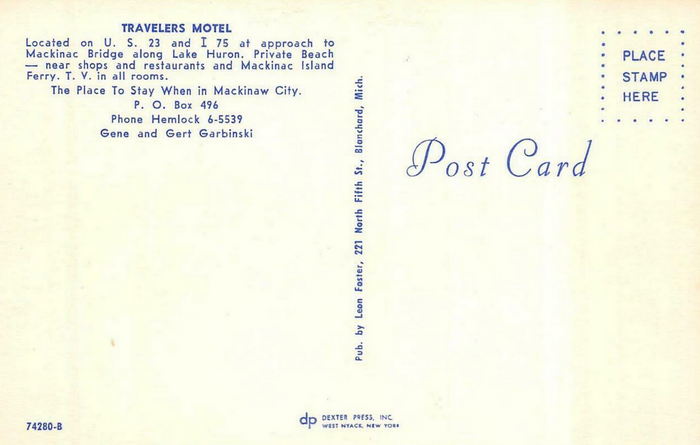 TRAVELERS MOTEL
Located on U. S. 23 and I 75 at approach to
Mackinac Bridge along Lake Huron. Private Beach
— near shops and restaurants and Mackinac Island
Ferry. T. V. in all rooms.
The Place To Stay When in Mackinaw City.
P. O. Box 496
Phone Hemlock 6-5539
Gene and Gert Garbinski
Pub. by Leon Foster, 221 North Fifth St., Blanchard, Mich.
PLACE
STAMP
HERE
Post Card
74280-B
dp DEXTER PRESS, INC.
WEST NYACK, NEW YORK